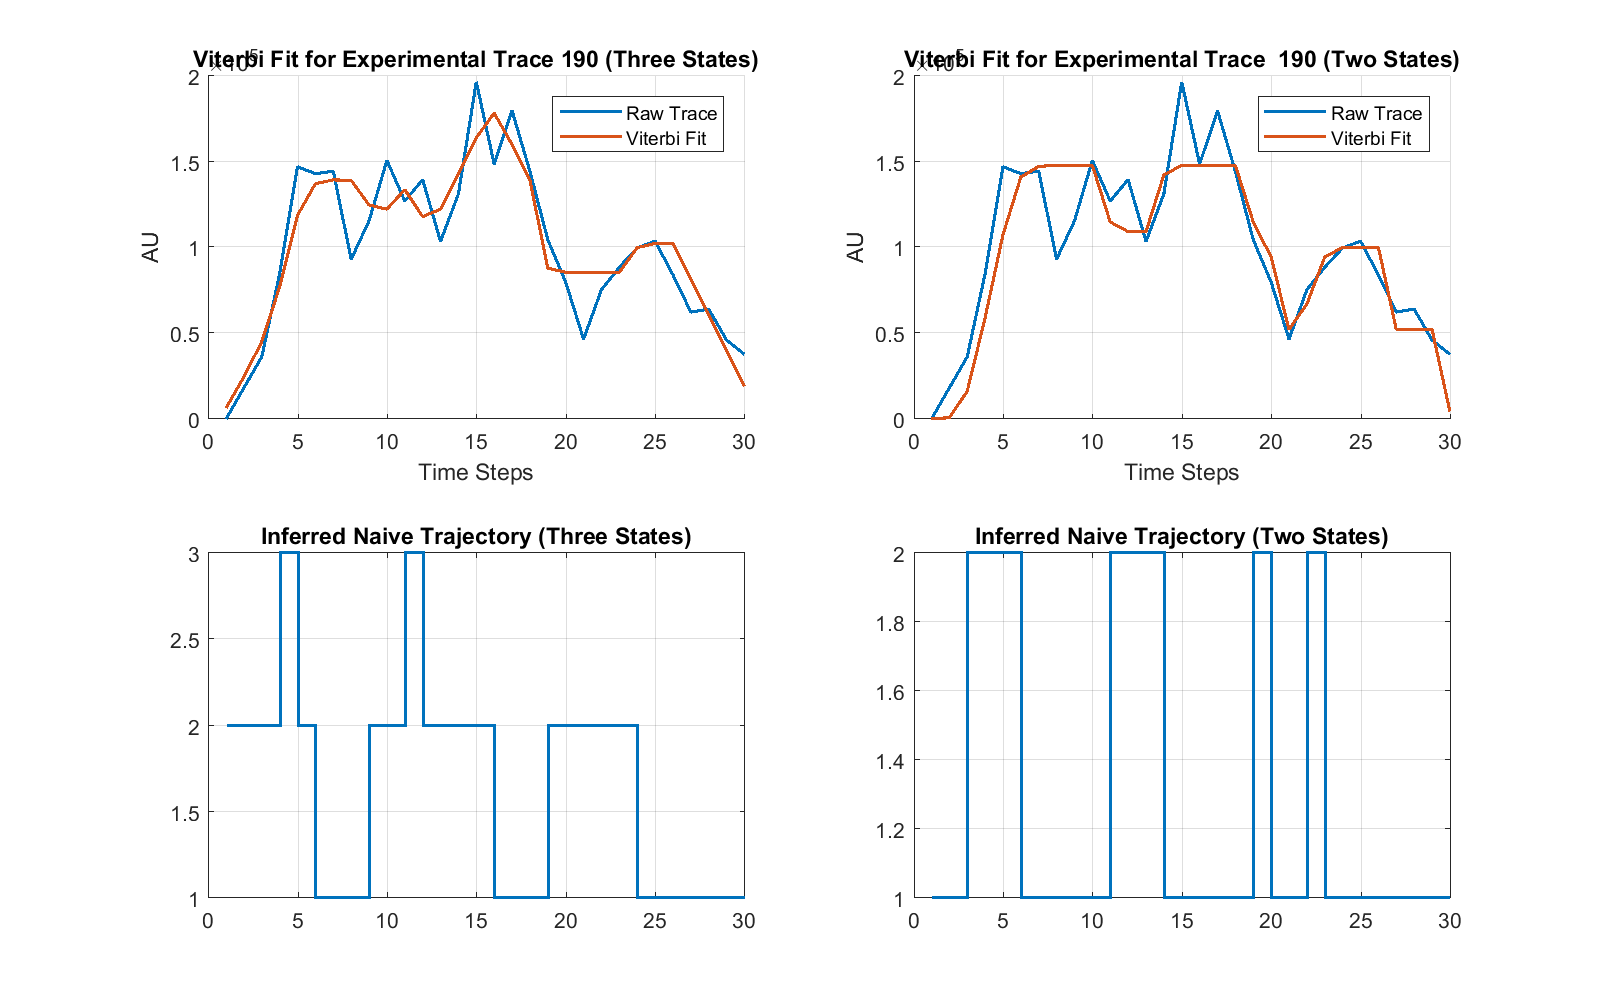 Viterbi Fit for Experimental Trace 190 (Three States)
×10^5
2
1.5
1
0.5
0
AU
0 5 10 15 20 25 30
Time Steps
Raw Trace
Viterbi Fit
Viterbi Fit for Experimental Trace 190 (Two States)
×10^5
2
1.5
1
0.5
0
AU
0 5 10 15 20 25 30
Time Steps
Raw Trace
Viterbi Fit
Inferred Naive Trajectory (Three States)
3
2.5
2
1.5
1
0 5 10 15 20 25 30
Inferred Naive Trajectory (Two States)
2
1.8
1.6
1.4
1.2
1
0 5 10 15 20 25 30